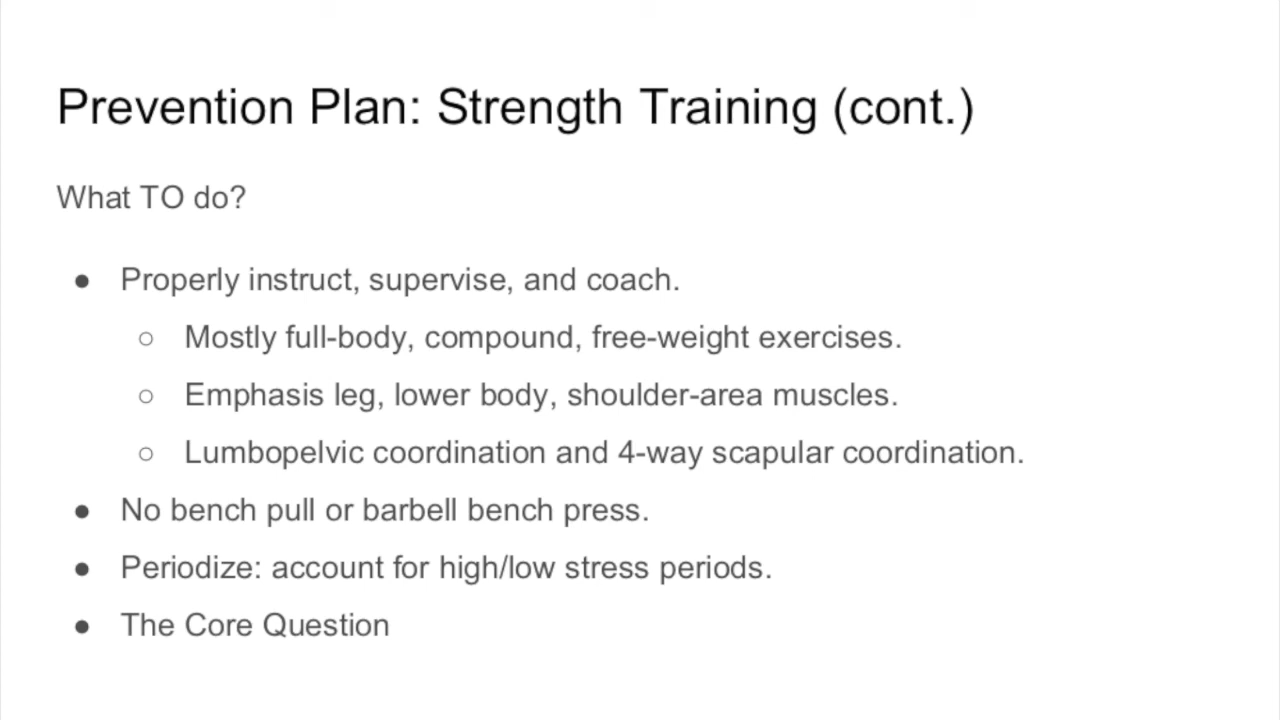 Prevention Plan: Strength Training (cont.)
What TO do?
● Properly instruct, supervise, and coach.
○ Mostly full-body, compound, free-weight exercises.
○ Emphasis leg, lower body, shoulder-area muscles.
○ Lumbopelvic coordination and 4-way scapular coordination.
● No bench pull or barbell bench press.
● Periodize: account for high/low stress periods.
● The Core Question